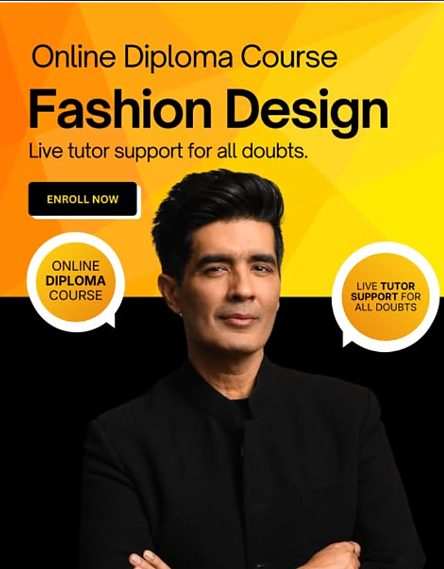 Online Diploma Course
Fashion Design
Live tutor support for all doubts.
ENROLL NOW
ONLINE
DIPLOMA
COURSE
LIVE TUTOR
SUPPORT FOR
ALL DOUBTS